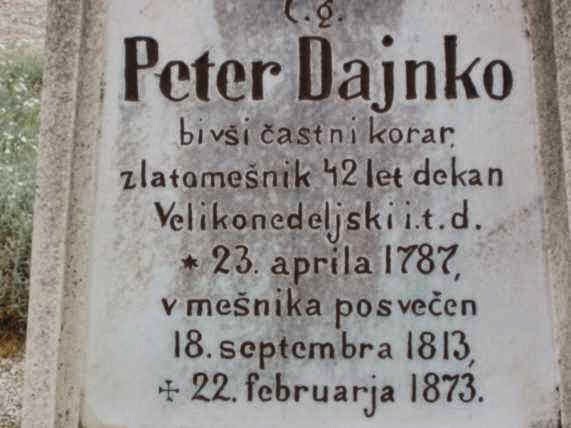 č.g.
Peter Dajnko
bivši častni korar,
zlatomešnik 42 let dekan
Velikonedeljski i.t.d.
* 23. aprila 1787,
v mešnika posvečen
18. septembra 1813,
+ 22. februarja 1873.